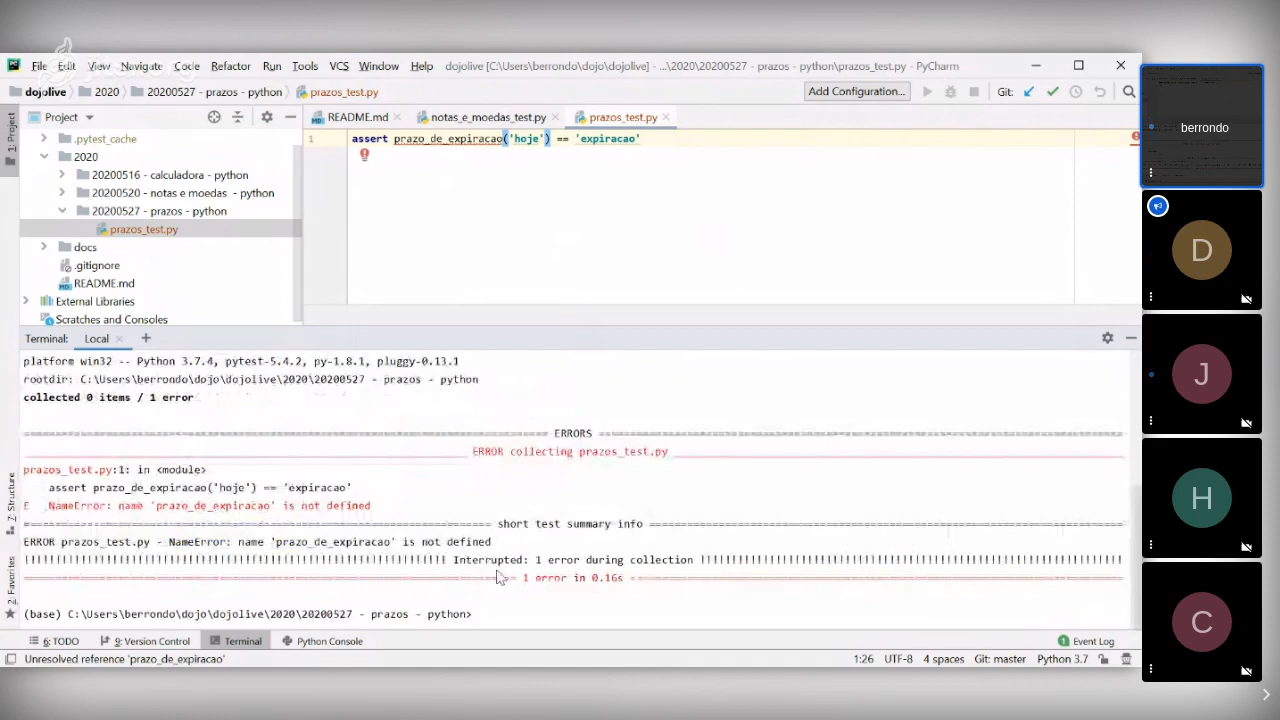 File Edit View Navigate Code Refactor Run Tools VCS Window Help dojolive [C:\Users\berrondo\dojo\dojolive] - ...\2020\20200527 - prazos - python\prazos_test.py - PyCharm
dojolive 2020 20200527 - prazos - python prazos_test.py Add Configuration... Git:
1: Project Project README.md notas_e_moedas_test.py prazos_test.py
.pytest_cache
2020
20200516 - calculadora - python
20200520 - notas e moedas - python
20200527 - prazos - python
prazos_test.py
docs
.gitignore
README.md
External Libraries
Scratches and Consoles
1 assert prazo_de_expiracao('hoje') == 'expiracao'
Terminal: Local
platform win32 -- Python 3.7.4, pytest-5.4.2, py-1.8.1, pluggy-0.13.1
rootdir: C:\Users\berrondo\dojo\dojolive\2020\20200527 - prazos - python
collected 0 items / 1 error
ERRORS
ERROR collecting prazos_test.py
prazos_test.py:1: in <module>
assert prazo_de_expiracao('hoje') == 'expiracao'
E NameError: name 'prazo_de_expiracao' is not defined
short test summary info
ERROR prazos_test.py - NameError: name 'prazo_de_expiracao' is not defined
Interrupted: 1 error during collection
1 error in 0.16s
(base) C:\Users\berrondo\dojo\dojolive\2020\20200527 - prazos - python>
7: Structure
2: Favorites
6: TODO 9: Version Control Terminal Python Console 1 Event Log
Unresolved reference 'prazo_de_expiracao' 1:26 UTF-8 4 spaces Git: master Python 3.7
berrondo
D
J
H
C